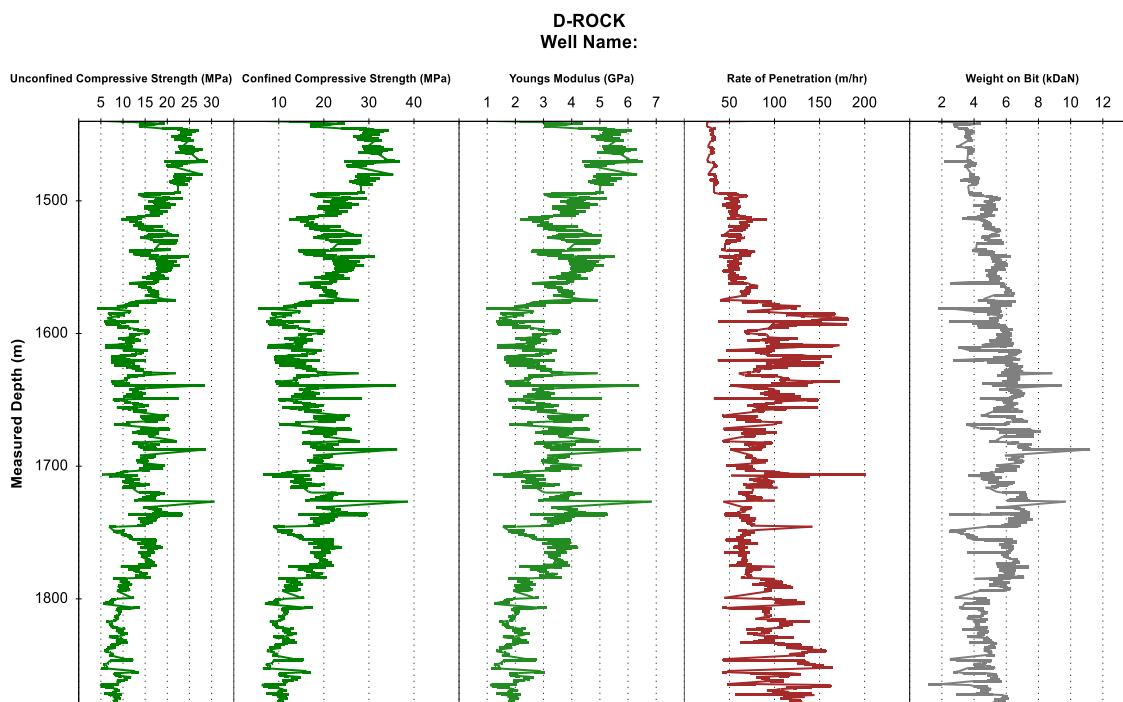 D-ROCK
Well Name:
Unconfined Compressive Strength (MPa) Confined Compressive Strength (MPa) Youngs Modulus (GPa) Rate of Penetration (m/hr) Weight on Bit (kDaN)
5 10 15 20 25 30 10 20 30 40 1 2 3 4 5 6 7 50 100 150 200 2 4 6 8 10 12
1500
1600
1700
1800
Measured Depth (m)